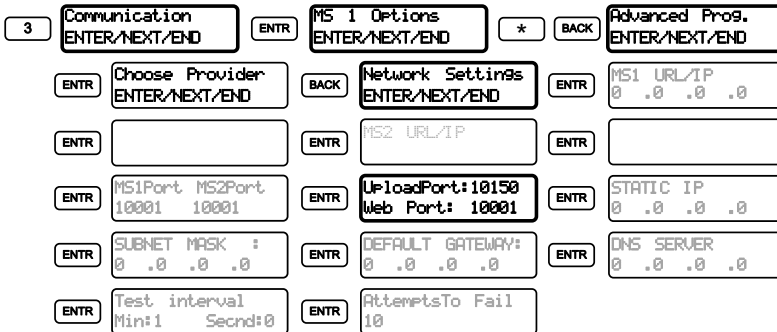 3
Communication
ENTER/NEXT/END
ENTR
MS 1 Options
ENTER/NEXT/END
*
BACK
Advanced Prog.
ENTER/NEXT/END
ENTR
Choose Provider
ENTER/NEXT/END
BACK
Network Settings
ENTER/NEXT/END
ENTR
MS1 URL/IP
0 .0 .0 .0
ENTR
ENTR
MS2 URL/IP
ENTR
ENTR
MS1Port MS2Port
10001 10001
ENTR
UploadPort:10150
Web Port: 10001
ENTR
STATIC IP
0 .0 .0 .0
ENTR
SUBNET MASK :
0 .0 .0 .0
ENTR
DEFAULT GATEWAY:
0 .0 .0 .0
ENTR
DNS SERVER
0 .0 .0 .0
ENTR
Test interval
Min:1 Secnd:0
ENTR
AttemptsTo Fail
10